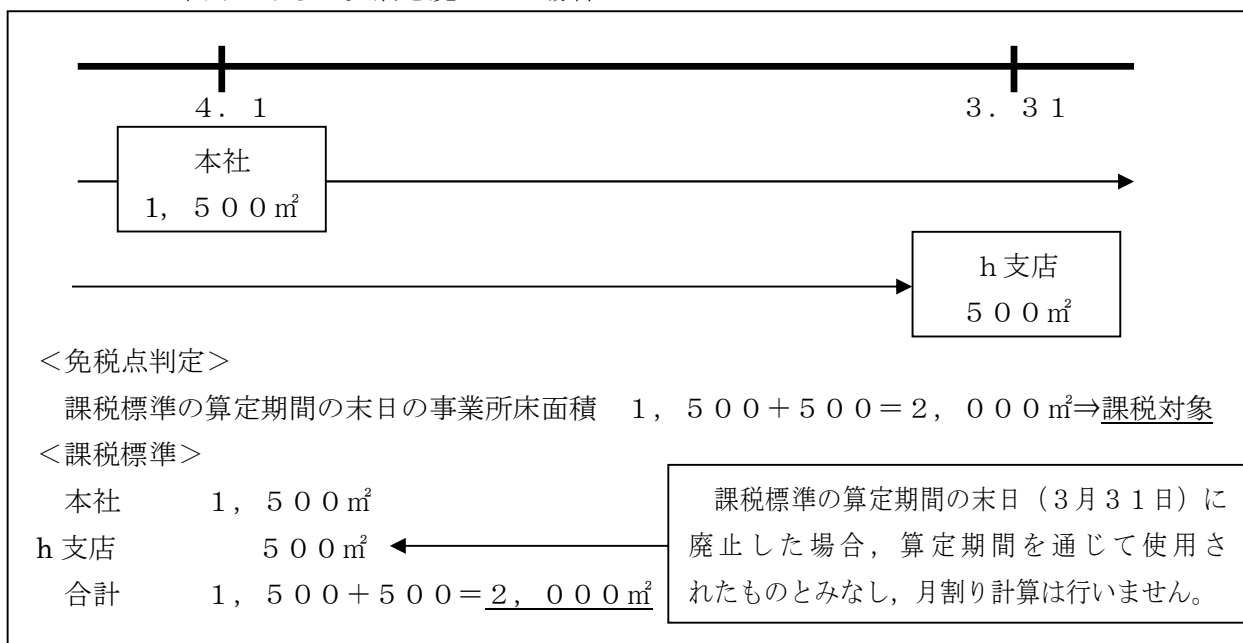 ４．１
３．３１
本社
1，５００㎡
ｈ支店
５００㎡
＜免税点判定＞
課税標準の算定期間の末日の事業所床面積　１，５００＋５００＝２，０００㎡⇒課税対象
＜課税標準＞
本社　１，５００㎡
ｈ支店　５００㎡
合計　１，５００＋５００＝２，０００㎡
課税標準の算定期間の末日（３月３１日）に
廃止した場合，算定期間を通じて使用さ
れたものとみなし，月割り計算は行いません。